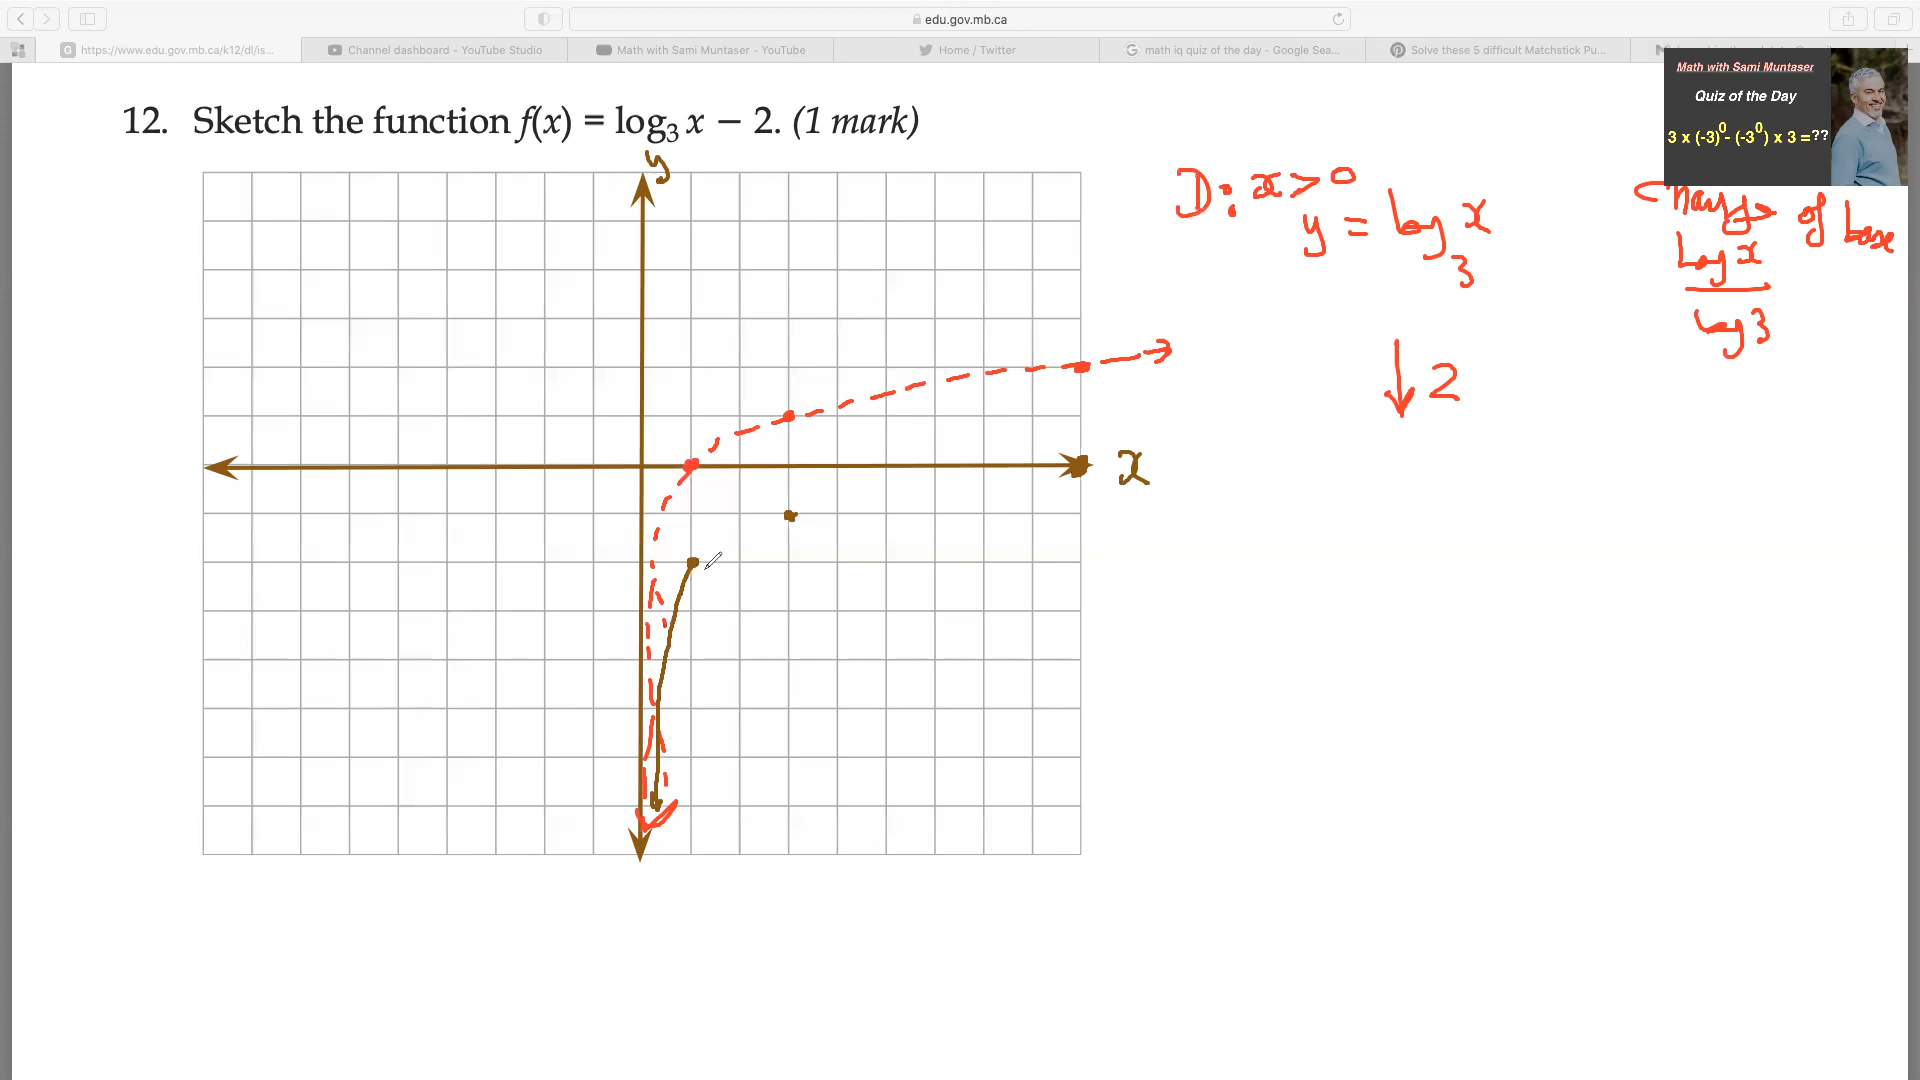 edu.gov.mb.ca
https://www.edu.gov.mb.ca/k12/dl/is...
Channel dashboard - YouTube Studio
Math with Sami Muntaser - YouTube
Home / Twitter
math iq quiz of the day - Google Sea...
Solve these 5 difficult Matchstick Pu...
Math with Sami Muntaser
Quiz of the Day
3 x (-3)⁰- (-3⁰) x 3 =??
12. Sketch the function f(x) = log₃ x − 2. (1 mark)
y
x
D: x > 0
y = log₃ x
↓ 2
Change of base
log x
log 3